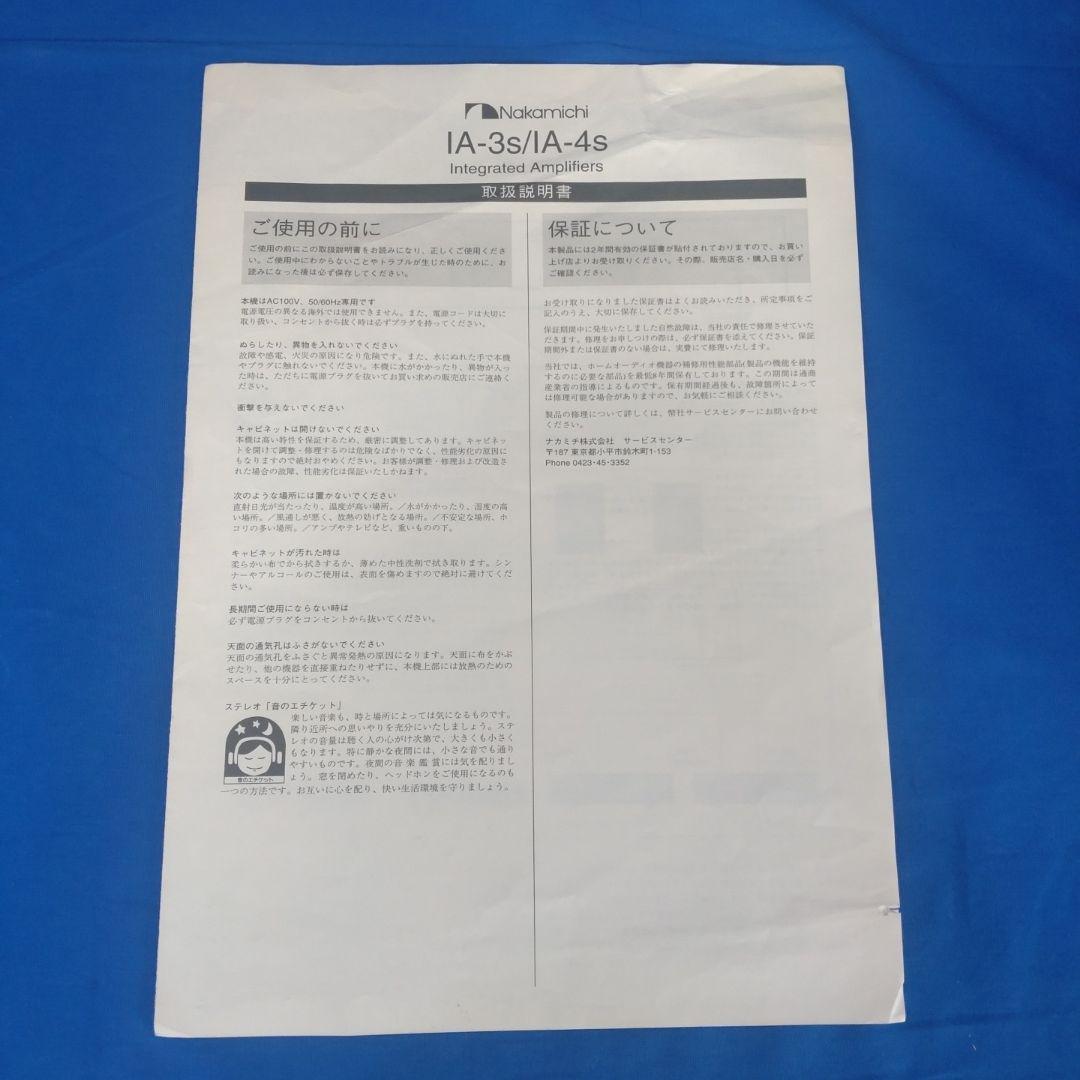 Nakamichi
IA-3s/IA-4s
Integrated Amplifiers
取扱説明書
ご使用の前に
ご使用の前にこの取扱説明書をお読みになり、正しくご使用くださ
い。ご使用中にわからないことやトラブルが生じた時のために、お
読みになった後は必ず保存してください。
本機はAC100V、50/60Hz専用です
電源電圧の異なる海外では使用できません。また、電源コードは大切に
取り扱い、コンセントから抜く時は必ずプラグを持ってください。
ぬらしたり、異物を入れないでください
故障や感電、火災の原因になり危険です。また、水にぬれた手で本機
やプラグに触れないでください。本機に水がかかったり、異物が入っ
た時は、ただちに電源プラグを抜いてお買い求めの販売店にご連絡く
ださい。
衝撃を与えないでください
キャビネットは開けないでください
本機は高い特性を保証するため、厳密に調整してあります。キャビネッ
トを開けて調整・修理するのは危険なばかりでなく、性能劣化の原因に
もなりますので絶対おやめください。お客様が調整・修理および改造さ
れた場合の故障、性能劣化は保証いたしかねます。
次のような場所には置かないでください
直射日光が当たったり、温度が高い場所。／水がかかったり、湿度の高
い場所。／風通しが悪く、放熱の妨げとなる場所。／不安定な場所、ホ
コリの多い場所。／アンプやテレビなど、重いものの下。
キャビネットが汚れた時は
柔らかい布でから拭きするか、薄めた中性洗剤で拭き取ります。シン
ナーやアルコールのご使用は、表面を傷めますので絶対に避けてくだ
さい。
長期間ご使用にならない時は
必ず電源プラグをコンセントから抜いてください。
天面の通気孔はふさがないでください
天面の通気孔をふさぐと異常発熱の原因になります。天面に布をかぶ
せたり、他の機器を直接重ねたりせずに、本機上部には放熱のための
スペースを十分にとってください。
ステレオ「音のエチケット」
楽しい音楽も、時と場所によっては気になるものです。
隣り近所への思いやりを充分にいたしましょう。ステ
レオの音量は聴く人の心がけ次第で、大きくも小さく
もなります。特に静かな夜間には、小さな音でも通り
やすいものです。夜間の音楽鑑賞には気を配りまし
ょう。窓を閉めたり、ヘッドホンをご使用になるのも
一つの方法です。お互いに心を配り、快い生活環境を守りましょう。
音のエチケット
保証について
本製品には2年間有効の保証書が貼付されておりますので、お買い
上げ店よりお受け取りください。その際、販売店名・購入日を必ず
ご確認ください。
お受け取りになりました保証書はよくお読みいただき、所定事項をご
記入のうえ、大切に保存してください。
保証期間中に発生いたしました自然故障は、当社の責任で修理させていた
だきます。修理をお申しつけの際は、必ず保証書を添えてください。保証
期間外または保証書のない場合は、実費にて修理いたします。
当社では、ホームオーディオ機器の補修用性能部品(製品の機能を維持
するのに必要な部品)を最低8年間保有しております。この期間は通商
産業省の指導によるものです。保有期間経過後も、故障箇所によって
は修理可能な場合がありますので、お気軽にご相談ください。
製品の修理について詳しくは、弊社サービスセンターにお問い合わせ
ください。
ナカミチ株式会社 サービスセンター
〒187 東京都小平市鈴木町1-153
Phone 0423-45-3352